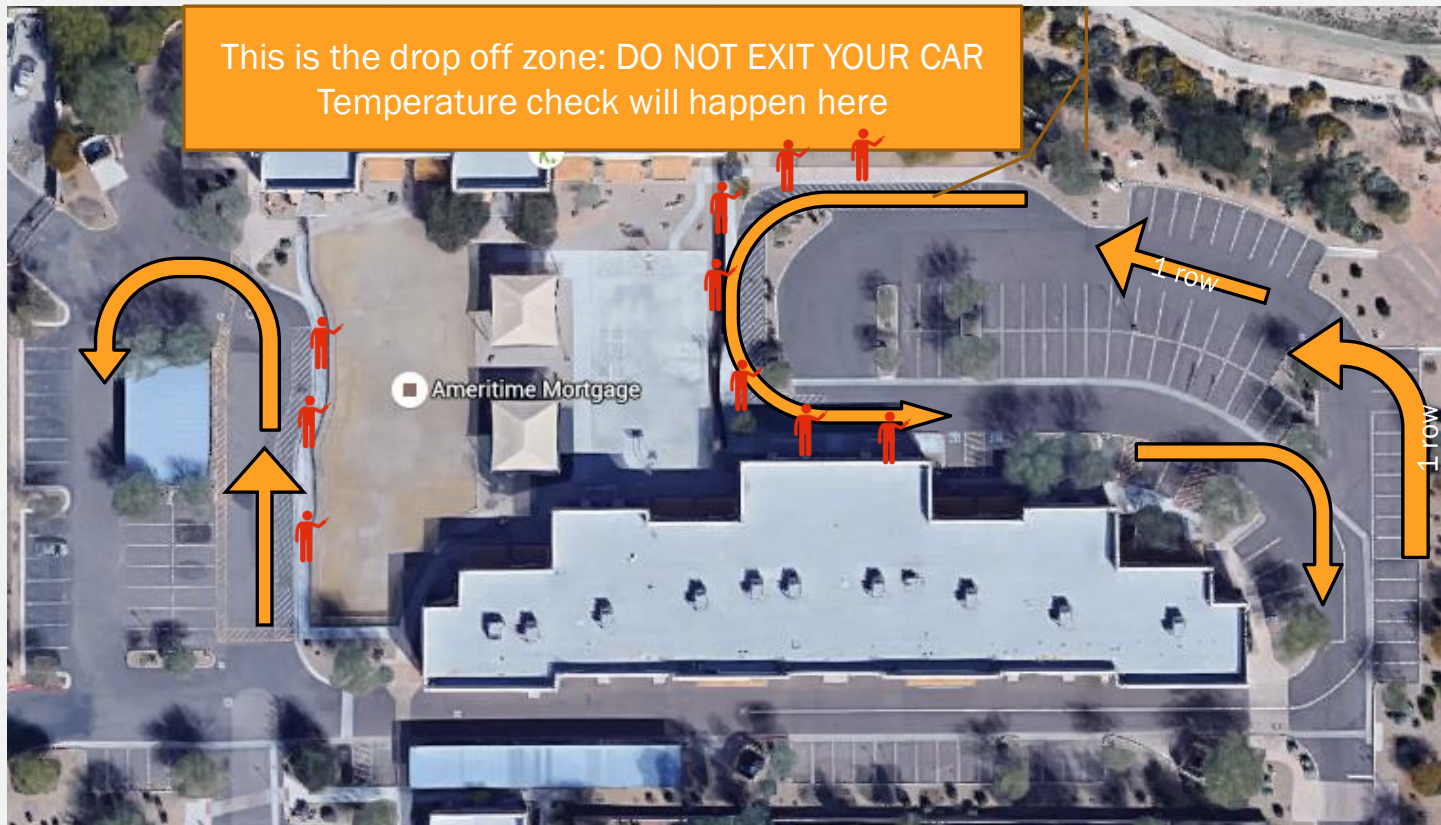 This is the drop off zone: DO NOT EXIT YOUR CAR
Temperature check will happen here
1 row
1 row
Ameritime Mortgage